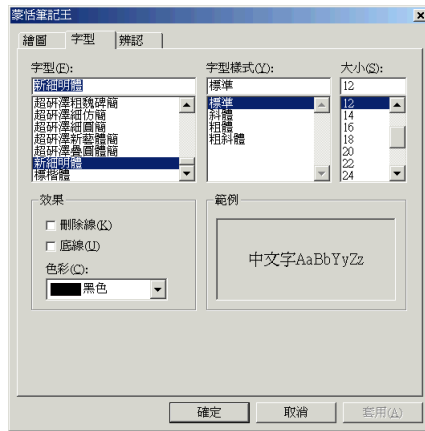 蒙恬筆記王
繪圖 字型 辨認
字型(F): 字型樣式(Y): 大小(S):
新細明體 標準 12
超研澤粗魏碑簡 標準 12
超研澤細仿簡 斜體 14
超研澤細圓簡 粗體 16
超研澤新藝體簡 粗斜體 18
超研澤疊圓體簡 20
新細明體 22
標楷體 24
效果 範例
刪除線(K)
底線(U)
中文字AaBbYyZz
色彩(C):
黑色
確定 取消 套用(A)